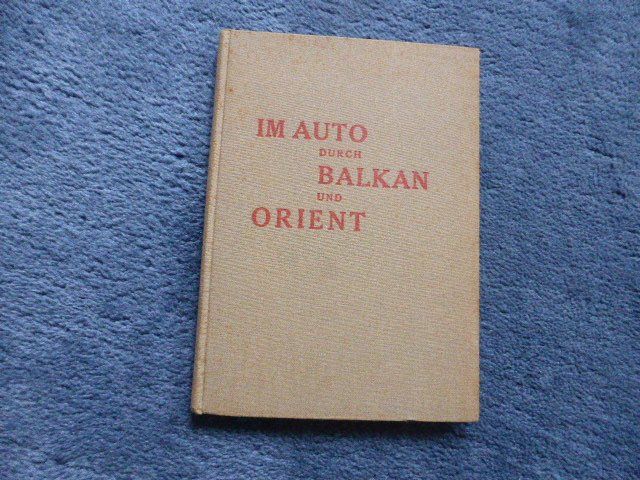 IM AUTO
DURCH
BALKAN
UND
ORIENT